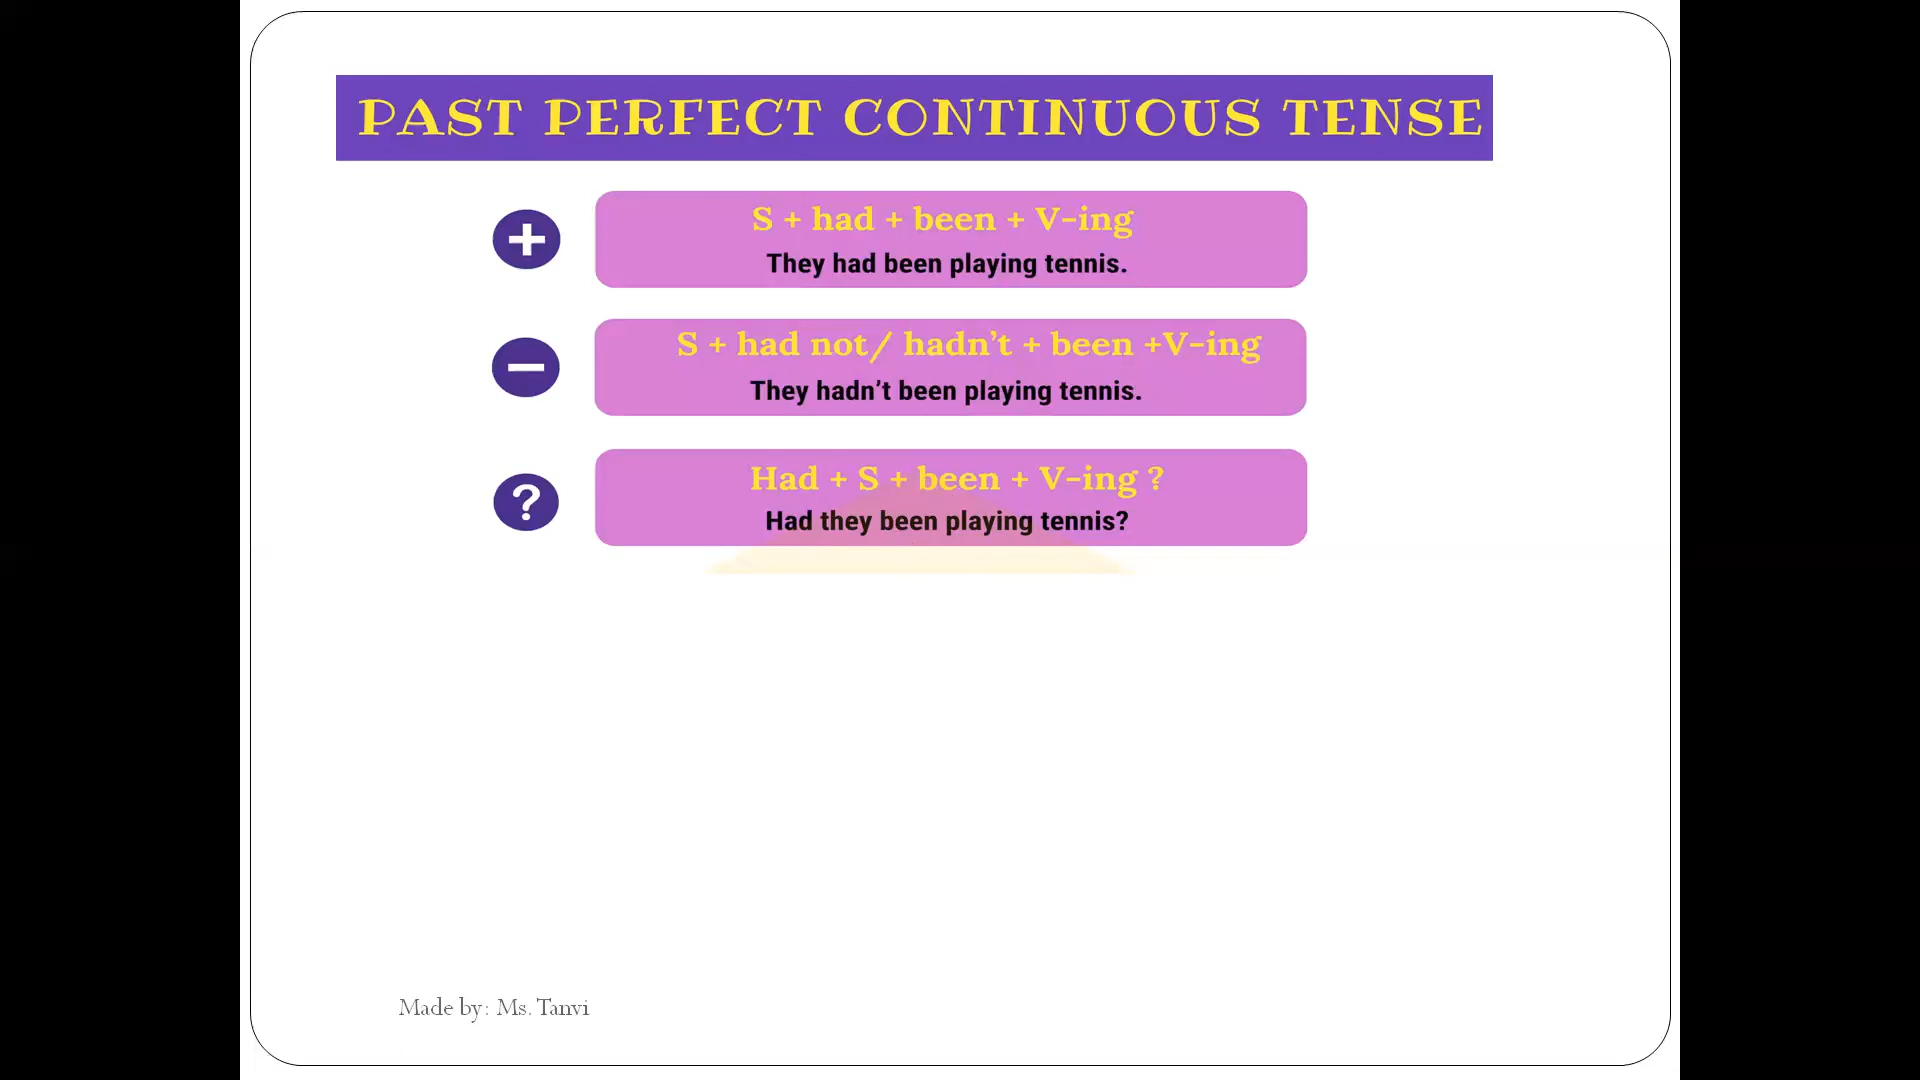 PAST PERFECT CONTINUOUS TENSE
S + had + been + V-ing
They had been playing tennis.
S + had not/ hadn’t + been +V-ing
They hadn’t been playing tennis.
Had + S + been + V-ing ?
Had they been playing tennis?
Made by: Ms. Tanvi